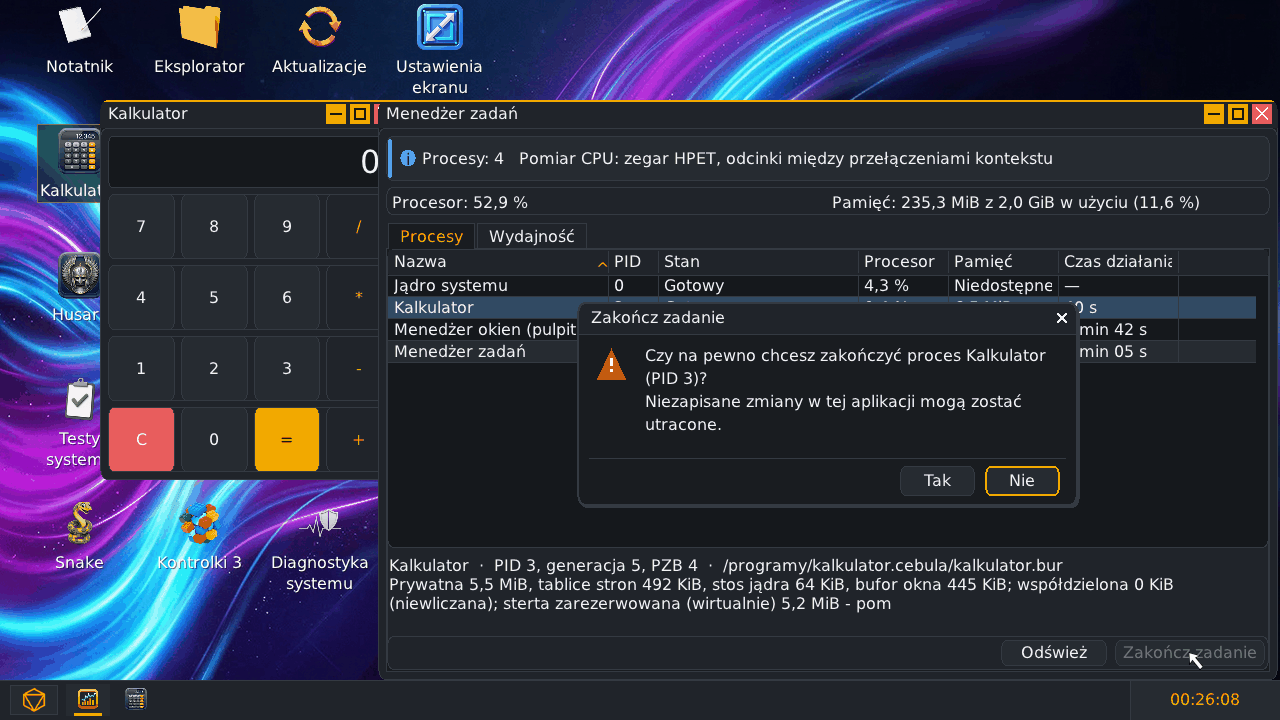 Notatnik
Eksplorator
Aktualizacje
Ustawienia
ekranu
Kalkulator
Husar
Testy
system
Snake
Kontrolki 3
Diagnostyka
systemu
Kalkulator
0
7 8 9 /
4 5 6 *
1 2 3 -
C 0 = +
Menedżer zadań
Procesy: 4 Pomiar CPU: zegar HPET, odcinki między przełączeniami kontekstu
Procesor: 52,9 % Pamięć: 235,3 MiB z 2,0 GiB w użyciu (11,6 %)
Procesy Wydajność
Nazwa PID Stan Procesor Pamięć Czas działania
Jądro systemu 0 Gotowy 4,3 % Niedostępne —
Kalkulator 0 s
Menedżer okien (pulpit min 42 s
Menedżer zadań min 05 s
Zakończ zadanie
Czy na pewno chcesz zakończyć proces Kalkulator
(PID 3)?
Niezapisane zmiany w tej aplikacji mogą zostać
utracone.
Tak Nie
Kalkulator · PID 3, generacja 5, PZB 4 · /programy/kalkulator.cebula/kalkulator.bur
Prywatna 5,5 MiB, tablice stron 492 KiB, stos jądra 64 KiB, bufor okna 445 KiB; współdzielona 0 KiB
(niewliczana); sterta zarezerwowana (wirtualnie) 5,2 MiB - pom
Odśwież Zakończ zadanie
00:26:08